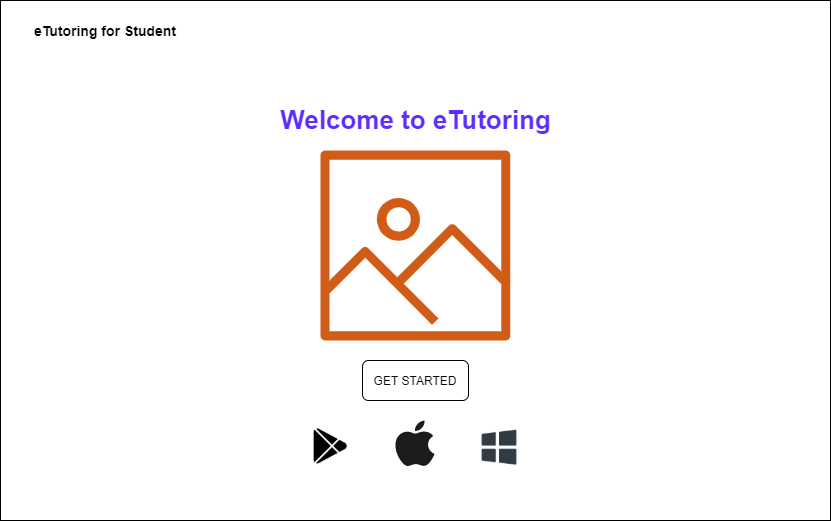 eTutoring for Student
Welcome to eTutoring
GET STARTED